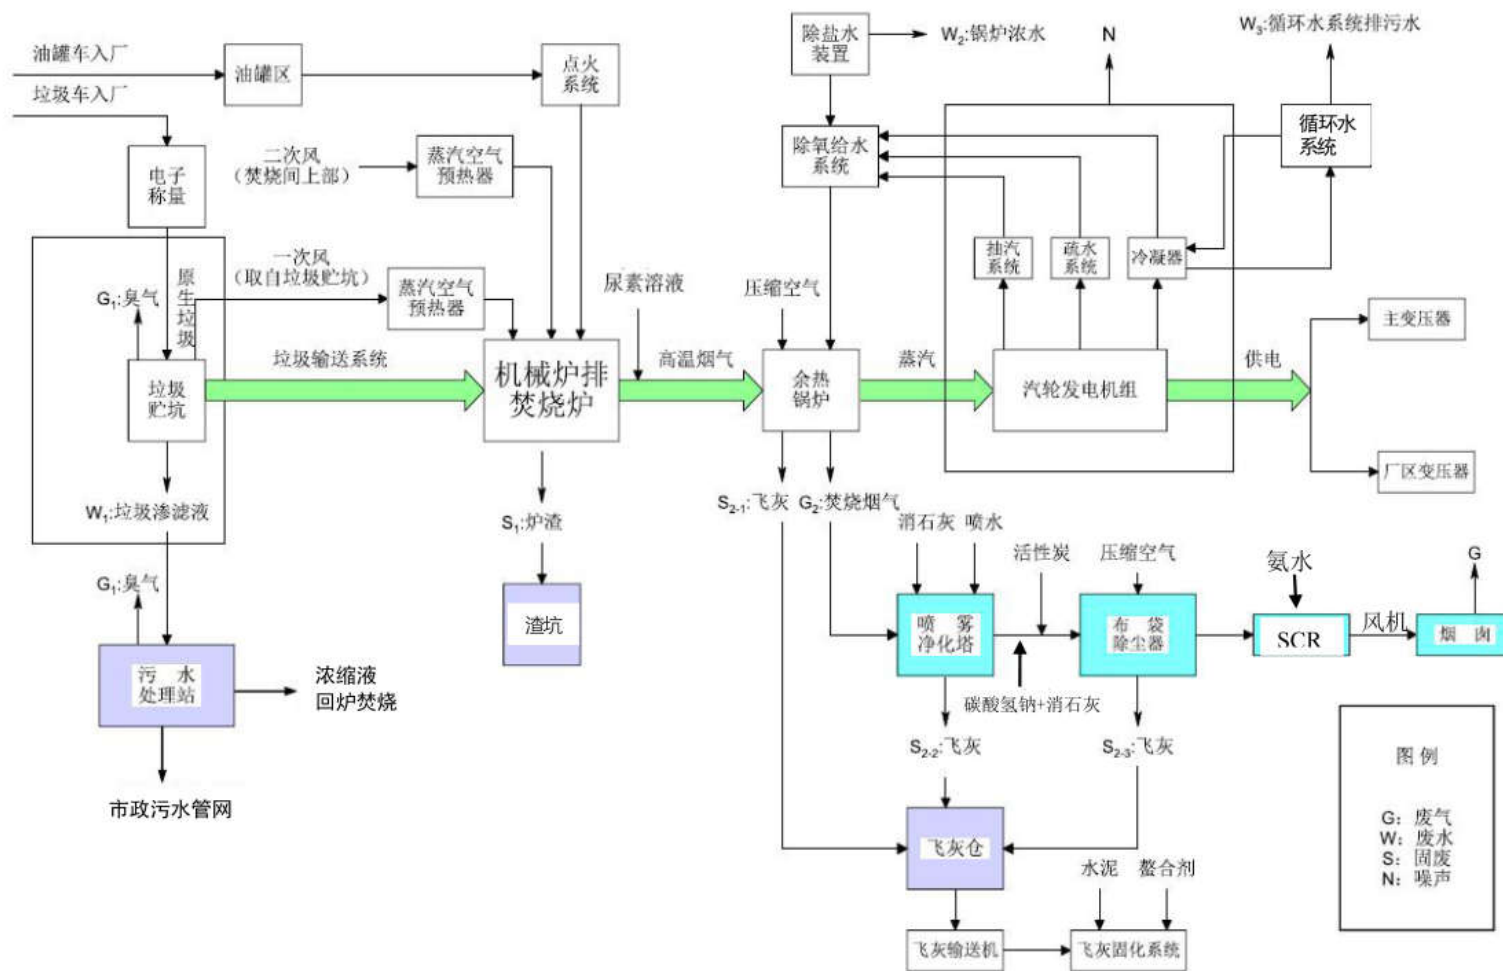 油罐车入厂
垃圾车入厂
油罐区
点火
系统
除盐水
装置
W₂:锅炉浓水
N
W₃:循环水系统排污水
电子
称量
二次风
(焚烧间上部)
蒸汽空气
预热器
除氧给水
系统
循环水
系统
G₁:臭气
原生垃圾
一次风
(取自垃圾贮坑)
蒸汽空气
预热器
尿素溶液
压缩空气
抽汽
系统
疏水
系统
冷凝器
主变压器
垃圾
贮坑
垃圾输送系统
机械炉排
焚烧炉
高温烟气
余热
锅炉
蒸汽
汽轮发电机组
供电
厂区变压器
W₁:垃圾渗滤液
S₁:炉渣
S₂₋₁:飞灰
G₂:焚烧烟气
消石灰 喷水
活性炭
压缩空气
氨水
G
G₁:臭气
渣坑
喷 雾
净化塔
布 袋
除尘器
SCR
风机
烟 囱
污 水
处理站
浓缩液
回炉焚烧
碳酸氢钠+消石灰
S₂₋₂:飞灰
S₂₋₃:飞灰
市政污水管网
飞灰仓
水泥
螯合剂
飞灰输送机
飞灰固化系统
图 例
G: 废气
W: 废水
S: 固废
N: 噪声